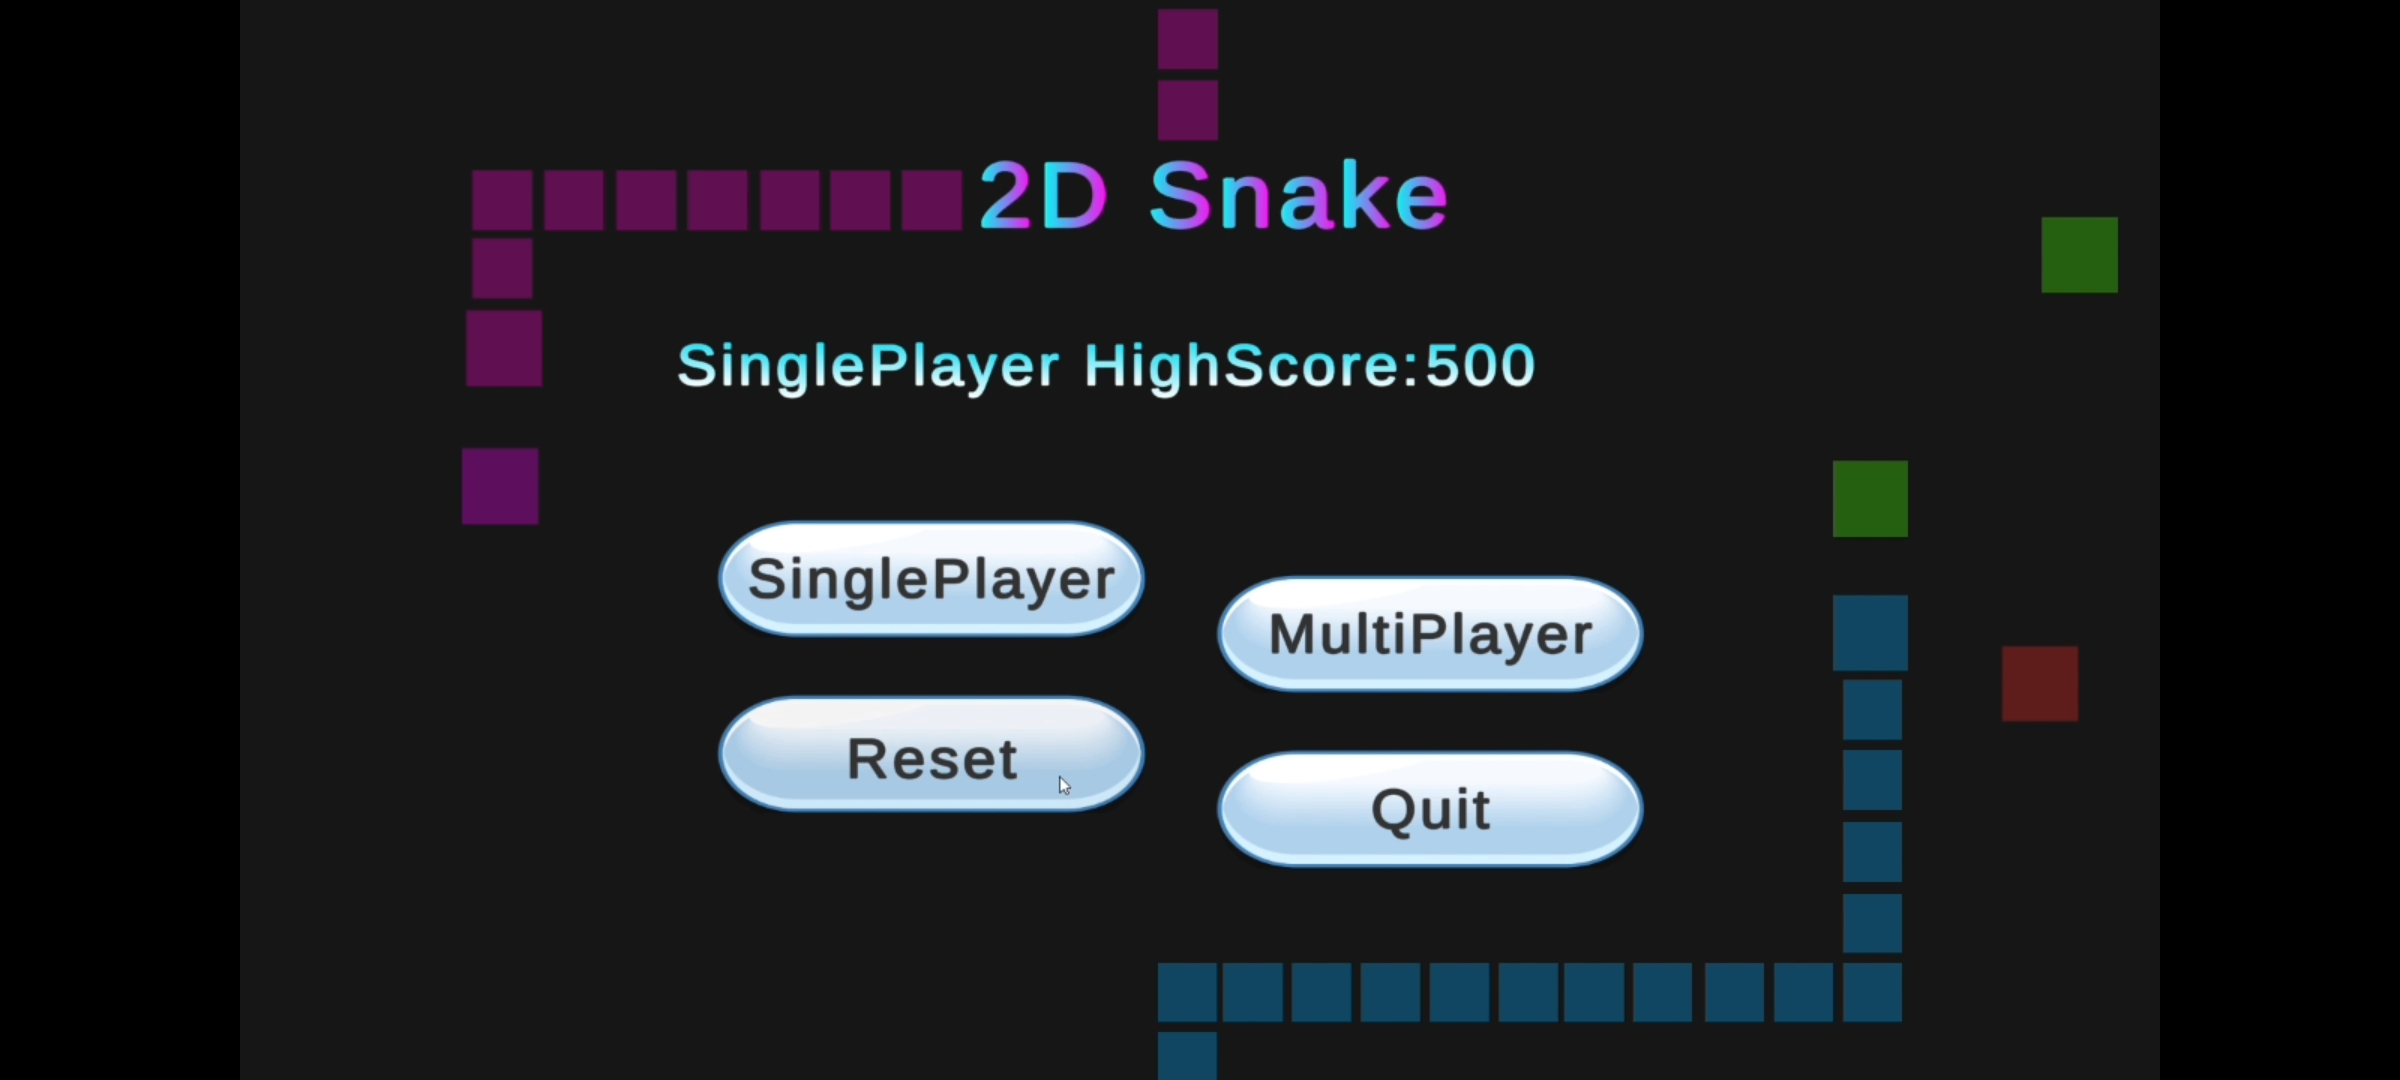 2D Snake
SinglePlayer HighScore:500
SinglePlayer
MultiPlayer
Reset
Quit